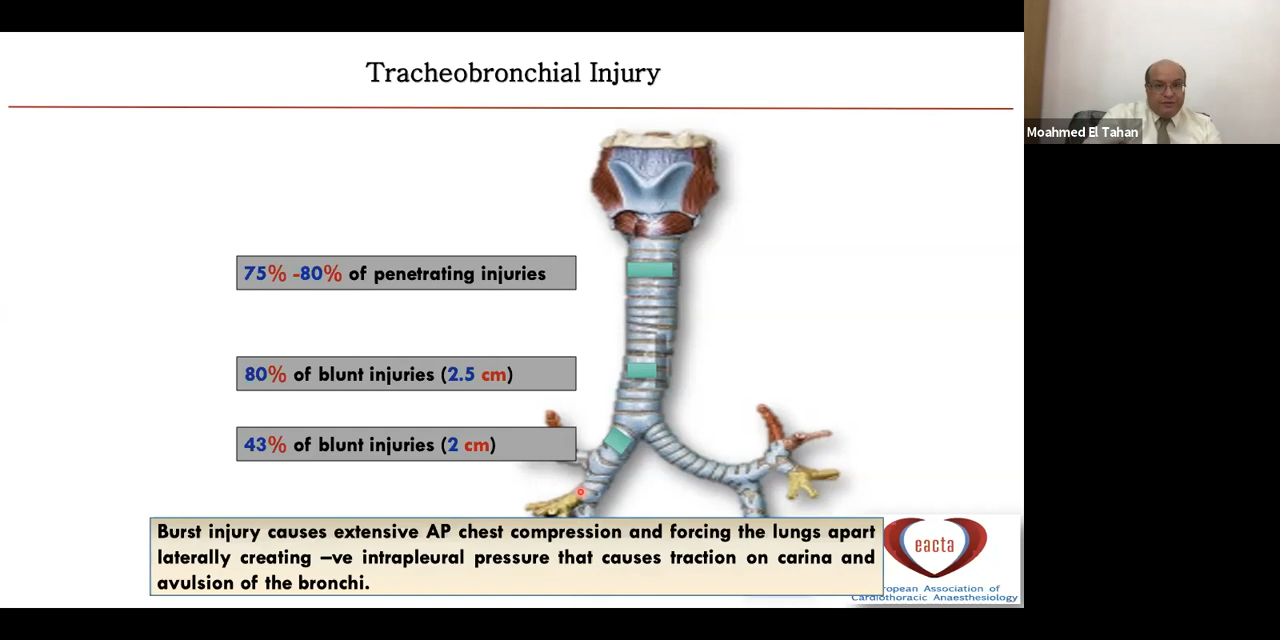 Tracheobronchial Injury
Moahmed El Tahan
75% -80% of penetrating injuries
80% of blunt injuries (2.5 cm)
43% of blunt injuries (2 cm)
Burst injury causes extensive AP chest compression and forcing the lungs apart
laterally creating –ve intrapleural pressure that causes traction on carina and
avulsion of the bronchi.
eacta
ropean Association of
Cardiothoracic Anaesthesiology